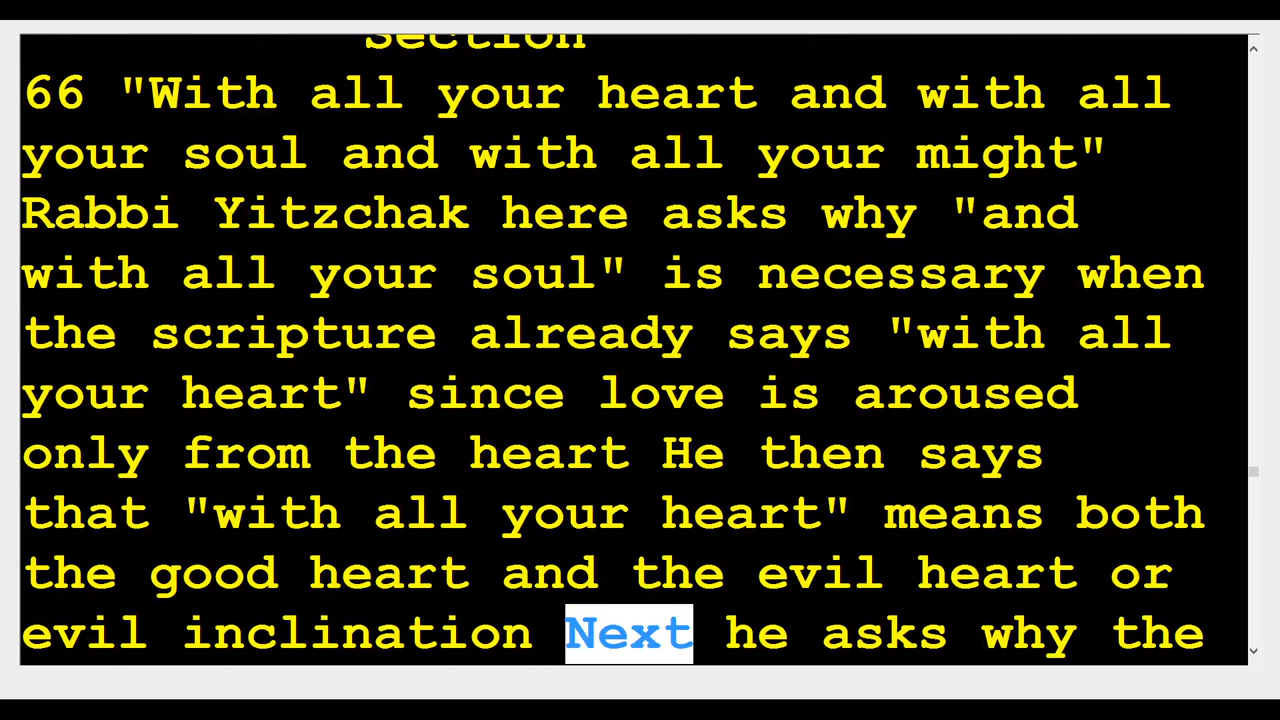 Section
66 "With all your heart and with all
your soul and with all your might"
Rabbi Yitzchak here asks why "and
with all your soul" is necessary when
the scripture already says "with all
your heart" since love is aroused
only from the heart He then says
that "with all your heart" means both
the good heart and the evil heart or
evil inclination Next he asks why the